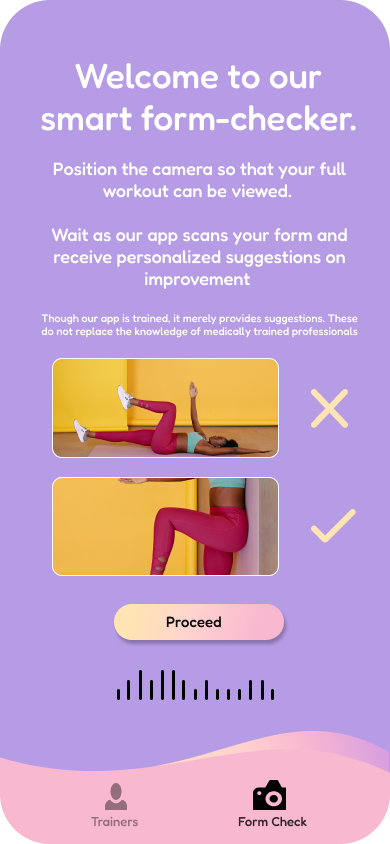 Welcome to our
smart form-checker.
Position the camera so that your full
workout can be viewed.
Wait as our app scans your form and
receive personalized suggestions on
improvement
Though our app is trained, it merely provides suggestions. These
do not replace the knowledge of medically trained professionals
Proceed
Trainers
Form Check